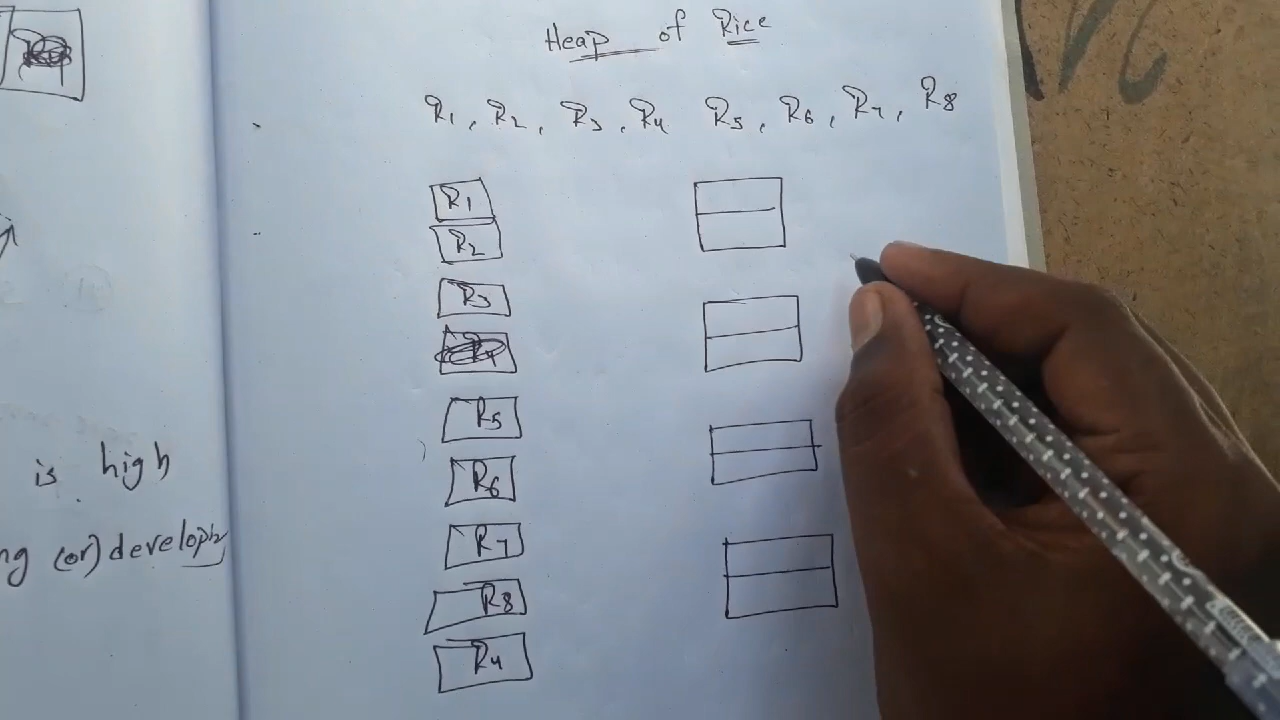 Heap of Rice
R1, R2, R3, R4 R5, R6, R7, R8
R1
R2
R3
R5
R6
R7
R8
R4
is high
ng (or) develop